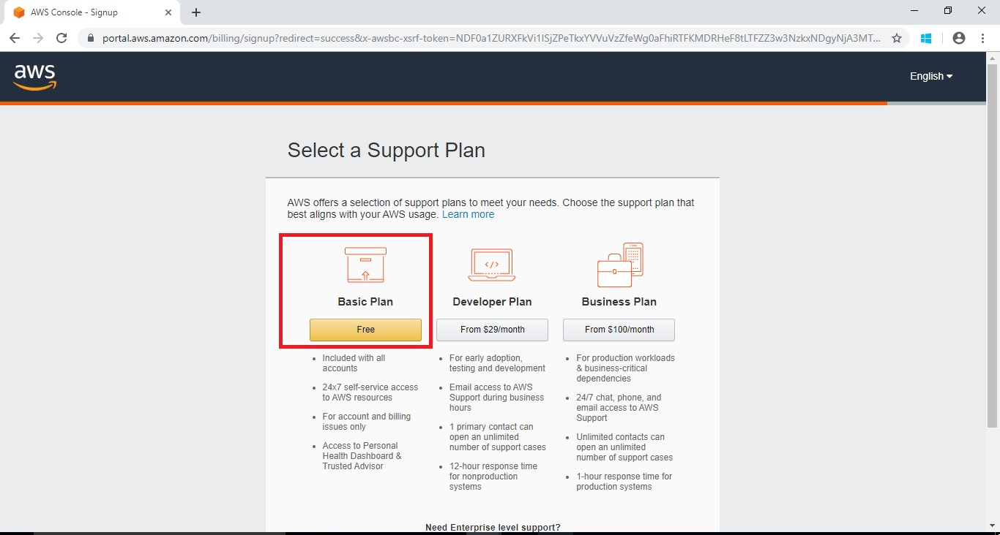 AWS Console - Signup
portal.aws.amazon.com/billing/signup?redirect=success&x-awsbc-xsrf-token=NDF0a1ZURXFkVi1lSjZPeTkxYVVuVzZfeWg0aFhiRTFKMDRHeF8tLTFZZ3w3NzkxNDgyNjA3MT...
aws
English
Select a Support Plan
AWS offers a selection of support plans to meet your needs. Choose the support plan that
best aligns with your AWS usage. Learn more
Basic Plan
Free
Included with all
accounts
24x7 self-service access
to AWS resources
For account and billing
issues only
Access to Personal
Health Dashboard &
Trusted Advisor
</>
Developer Plan
From $29/month
For early adoption,
testing and development
Email access to AWS
Support during business
hours
1 primary contact can
open an unlimited
number of support cases
12-hour response time
for nonproduction
systems
Business Plan
From $100/month
For production workloads
& business-critical
dependencies
24/7 chat, phone, and
email access to AWS
Support
Unlimited contacts can
open an unlimited
number of support cases
1-hour response time for
production systems
Need Enterprise level support?